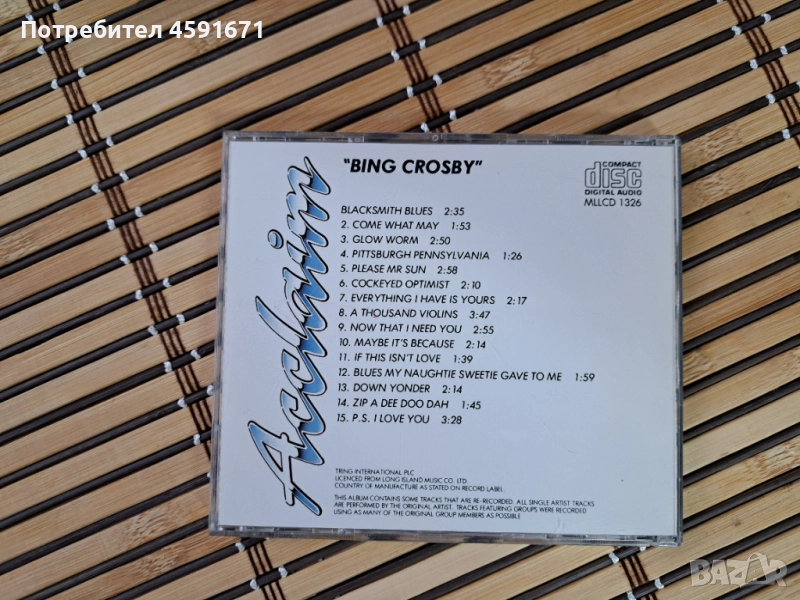 Потребител 4591671
"BING CROSBY"
COMPACT
disc
DIGITAL AUDIO
MLLCD 1326
Acclaim
BLACKSMITH BLUES 2:35
2. COME WHAT MAY 1:53
3. GLOW WORM 2:50
4. PITTSBURGH PENNSYLVANIA 1:26
5. PLEASE MR SUN 2:58
6. COCKEYED OPTIMIST 2:10
7. EVERYTHING I HAVE IS YOURS 2:17
8. A THOUSAND VIOLINS 3:47
9. NOW THAT I NEED YOU 2:55
10. MAYBE IT'S BECAUSE 2:14
11. IF THIS ISN'T LOVE 1:39
12. BLUES MY NAUGHTIE SWEETIE GAVE TO ME 1:59
13. DOWN YONDER 2:14
14. ZIP A DEE DOO DAH 1:45
15. P.S. I LOVE YOU 3:28
TRING INTERNATIONAL PLC
LICENCED FROM LONG ISLAND MUSIC CO. LTD.
COUNTRY OF MANUFACTURE AS STATED ON RECORD LABEL.
THIS ALBUM CONTAINS SOME TRACKS THAT ARE RE-RECORDED. ALL SINGLE ARTIST TRACKS
ARE PERFORMED BY THE ORIGINAL ARTIST. TRACKS FEATURING GROUPS WERE RECORDED
USING AS MANY OF THE ORIGINAL GROUP MEMBERS AS POSSIBLE
BAZAR